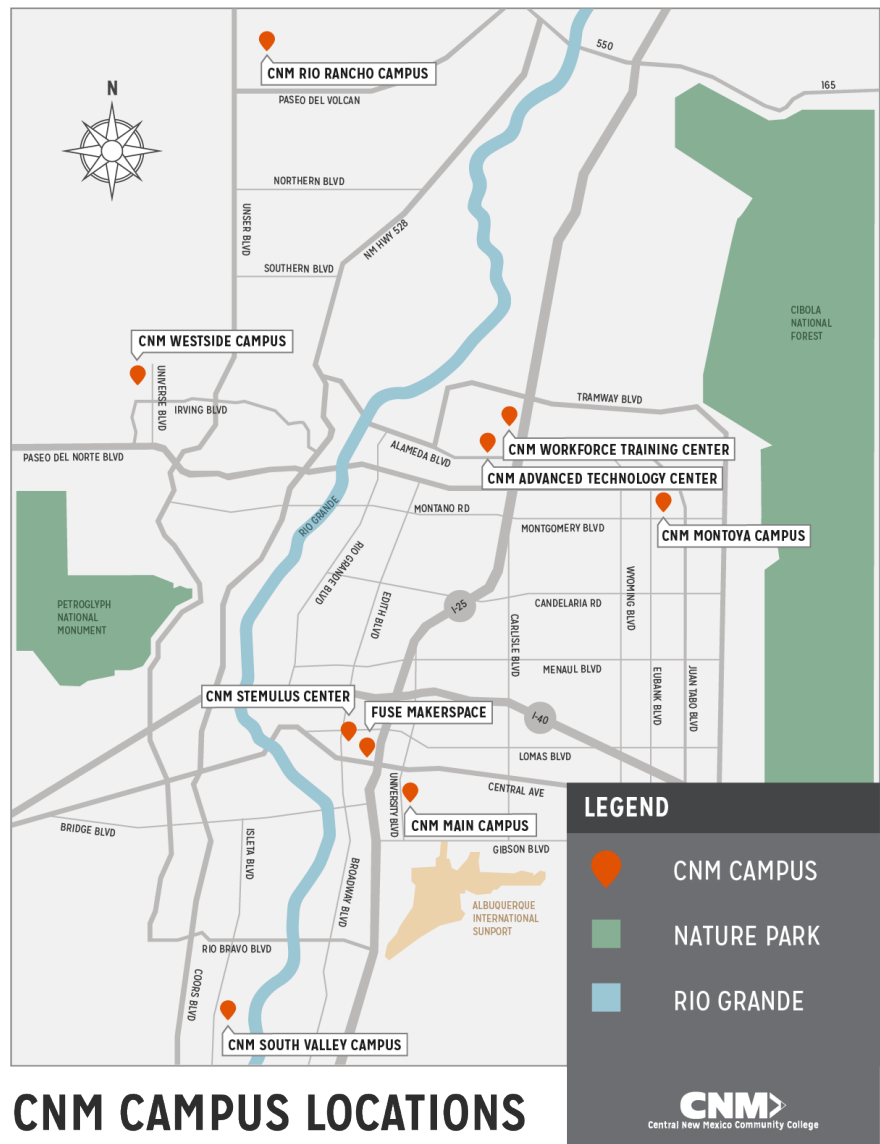 550
165
N
CNM RIO RANCHO CAMPUS
PASEO DEL VOLCAN
NORTHERN BLVD
UNSER BLVD
NM HWY 528
SOUTHERN BLVD
CIBOLA
NATIONAL
FOREST
CNM WESTSIDE CAMPUS
UNIVERSE BLVD
IRVING BLVD
TRAMWAY BLVD
PASEO DEL NORTE BLVD
ALAMEDA BLVD
CNM WORKFORCE TRAINING CENTER
CNM ADVANCED TECHNOLOGY CENTER
MONTANO RD
RIO GRANDE
MONTGOMERY BLVD
CNM MONTOYA CAMPUS
RIO GRANDE BLVD
EDITH BLVD
I-25
CANDELARIA RD
WYOMING BLVD
CARLISLE BLVD
PETROGLYPH
NATIONAL
MONUMENT
MENAUL BLVD
EUBANK BLVD
JUAN TABO BLVD
CNM STEMULUS CENTER
FUSE MAKERSPACE
I-40
LOMAS BLVD
CENTRAL AVE
UNIVERSITY BLVD
CNM MAIN CAMPUS
BRIDGE BLVD
ISLETA BLVD
BROADWAY BLVD
GIBSON BLVD
ALBUQUERQUE
INTERNATIONAL
SUNPORT
RIO BRAVO BLVD
COORS BLVD
CNM SOUTH VALLEY CAMPUS
LEGEND
CNM CAMPUS
NATURE PARK
RIO GRANDE
CNM CAMPUS LOCATIONS
CNM
Central New Mexico Community College